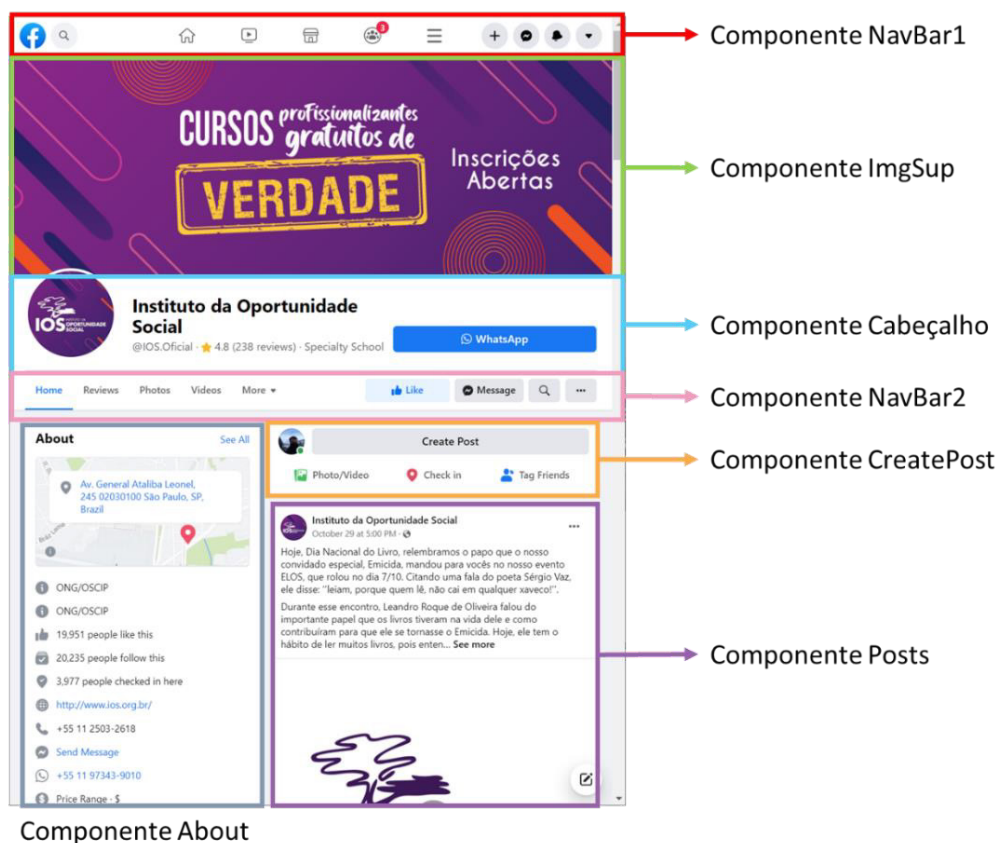 3
Componente NavBar1
CURSOS profissionalizantes
gratuitos de
VERDADE
Inscrições
Abertas
Componente ImgSup
IOS INSTITUTO DA
OPORTUNIDADE
SOCIAL
Instituto da Oportunidade
Social
@IOS.Oficial · 4.8 (238 reviews) · Specialty School
WhatsApp
Componente Cabeçalho
Home Reviews Photos Videos More
Like Message
Componente NavBar2
About See All
Av. General Ataliba Leonel,
245 02030100 São Paulo, SP,
Brazil
ONG/OSCIP
ONG/OSCIP
19,951 people like this
20,235 people follow this
3,977 people checked in here
http://www.ios.org.br/
+55 11 2503-2618
Send Message
+55 11 97343-9010
Price Range · $
Componente About
Create Post
Photo/Video Check in Tag Friends
Componente CreatePost
Instituto da Oportunidade Social
October 29 at 5:00 PM ·
Hoje, Dia Nacional do Livro, relembramos o papo que o nosso
convidado especial, Emicida, mandou para vocês no nosso evento
ELOS, que rolou no dia 7/10. Citando uma fala do poeta Sérgio Vaz,
ele disse: "leiam, porque quem lê, não cai em qualquer xaveco!".
Durante esse encontro, Leandro Roque de Oliveira falou do
importante papel que os livros tiveram na vida dele e como
contribuíram para que ele se tornasse o Emicida. Hoje, ele tem o
hábito de ler muitos livros, pois enten... See more
Componente Posts